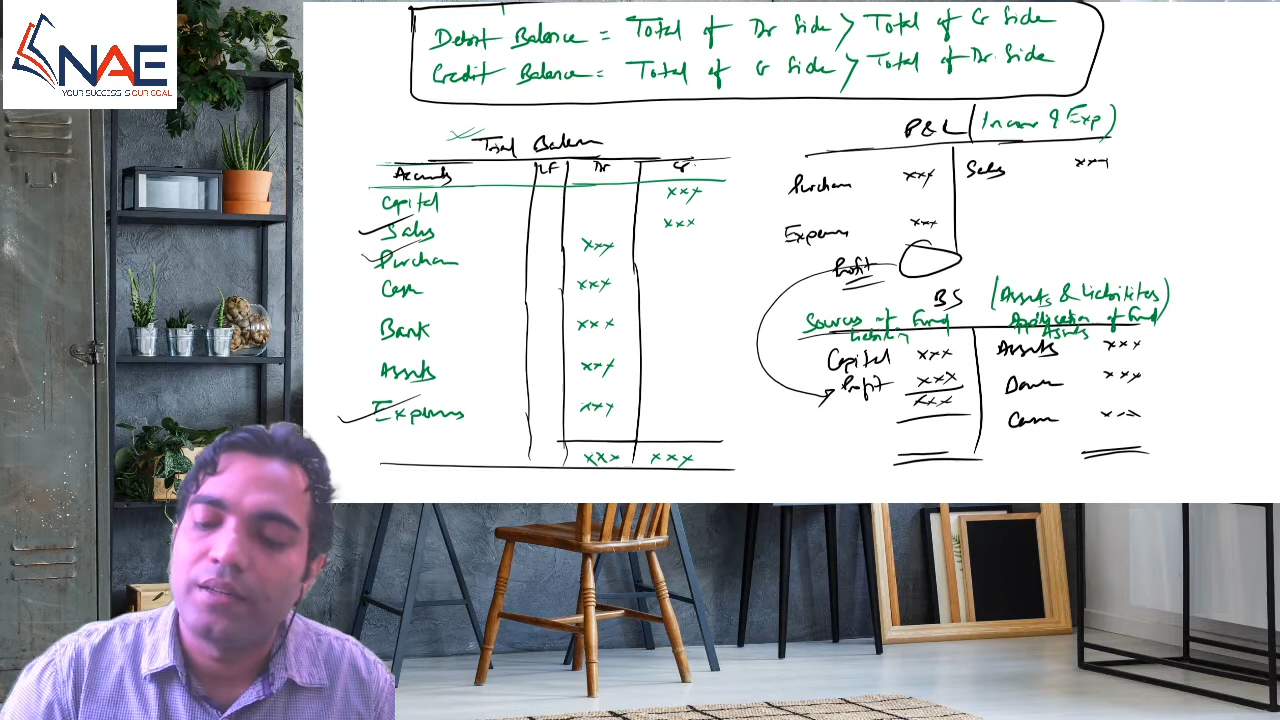 NAE
YOUR SUCCESS IS OUR GOAL
Debit Balance = Total of Dr Side > Total of Cr Side
Credit Balance = Total of Cr Side > Total of Dr. Side
Trial Balance
Accounts LF Dr Cr.
Capital xxx
Sales xxx
Purchase xxx
Cash xxx
Bank xxx
Assets xxx
Expenses xxx
xxx xxx
P&L (Income & Exp)
Purchase xxx Sales xxx
Expenses xxx
Profit
BS (Assets & Liabilities)
Sources of Fund Application of Fund
Liability Assets
Capital xxx Assets xxx
Profit xxx xxx
xxx Cash xxx